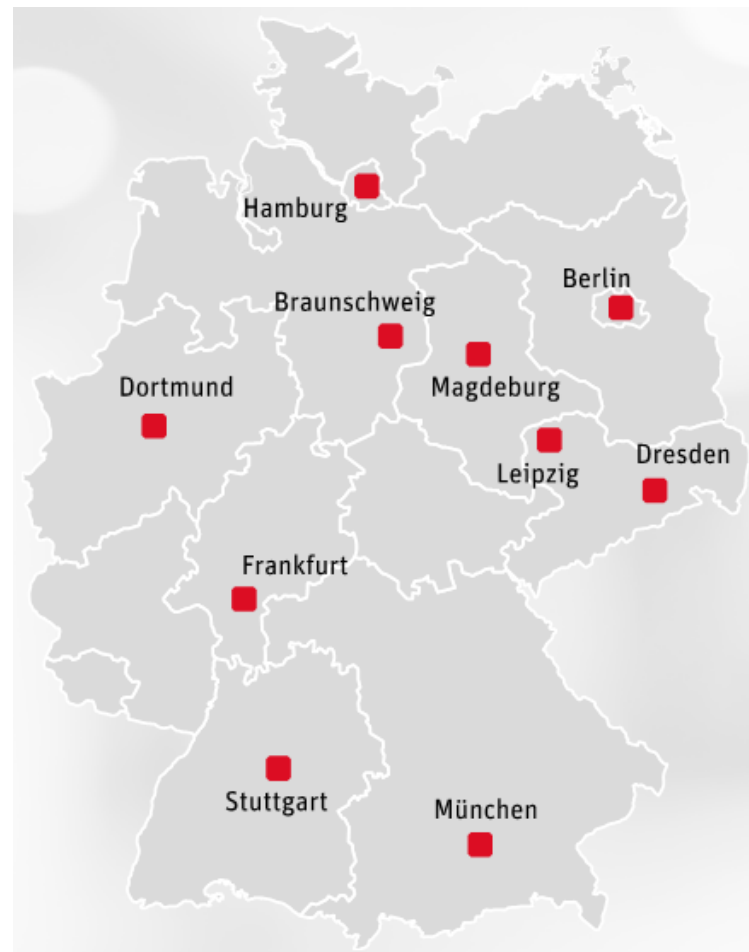 Hamburg
Berlin
Braunschweig
Dortmund
Magdeburg
Dresden
Leipzig
Frankfurt
Stuttgart
München